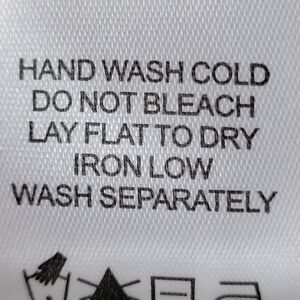 HAND WASH COLD
DO NOT BLEACH
LAY FLAT TO DRY
IRON LOW
WASH SEPARATELY